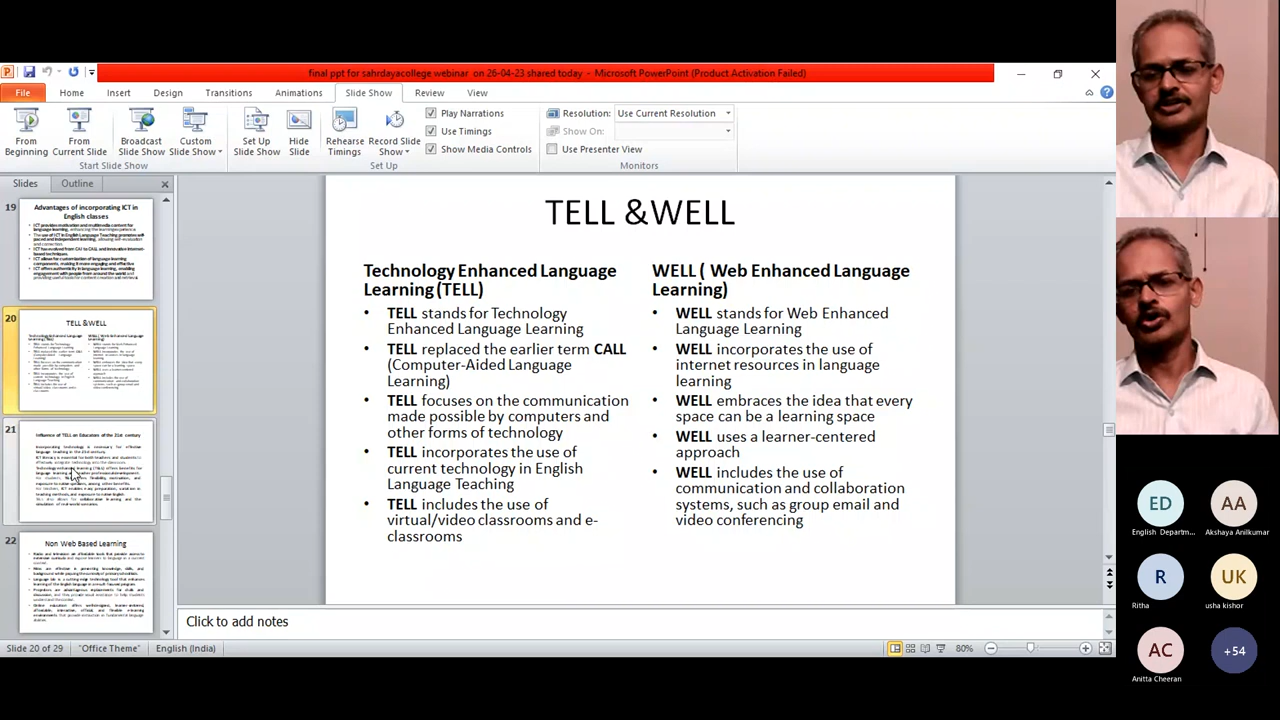 final ppt for sahrdayacollege webinar on 26-04-23 shared today - Microsoft PowerPoint (Product Activation Failed)
File Home Insert Design Transitions Animations Slide Show Review View
From Beginning
From Current Slide
Broadcast Slide Show
Custom Slide Show
Start Slide Show
Set Up Slide Show
Hide Slide
Rehearse Timings
Record Slide Show
Play Narrations
Use Timings
Show Media Controls
Set Up
Resolution: Use Current Resolution
Show On:
Use Presenter View
Monitors
Slides Outline
19
Advantages of incorporating ICT in
English classes
20
TELL &WELL
21
Influence of TELL on Educators of the 21st century
22
Non Web Based Learning
TELL &WELL
Technology Enhanced Language
Learning (TELL)
• TELL stands for Technology
Enhanced Language Learning
• TELL replaced the earlier term CALL
(Computer-Aided Language
Learning)
• TELL focuses on the communication
made possible by computers and
other forms of technology
• TELL incorporates the use of
current technology in English
Language Teaching
• TELL includes the use of
virtual/video classrooms and e-
classrooms
WELL ( Web Enhanced Language
Learning)
• WELL stands for Web Enhanced
Language Learning
• WELL incorporates the use of
internet resources in language
learning
• WELL embraces the idea that every
space can be a learning space
• WELL uses a learner-centered
approach
• WELL includes the use of
communication and collaboration
systems, such as group email and
video conferencing
Click to add notes
Slide 20 of 29 "Office Theme" English (India) 80%
ED
English Departm...
AA
Akshaya Anilkumar
R
Ritha
UK
usha kishor
AC
Anitta Cheeran
+54